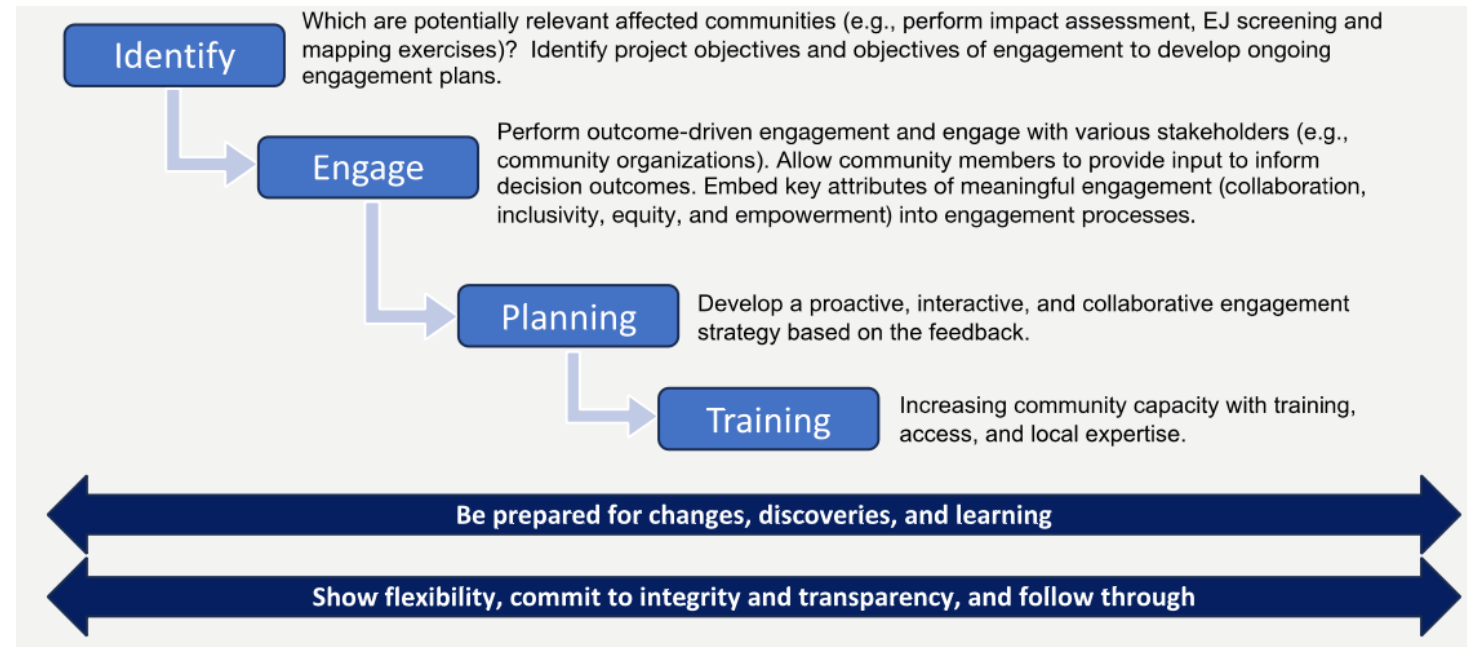 Identify
Which are potentially relevant affected communities (e.g., perform impact assessment, EJ screening and
mapping exercises)?  Identify project objectives and objectives of engagement to develop ongoing
engagement plans.
Engage
Perform outcome-driven engagement and engage with various stakeholders (e.g.,
community organizations). Allow community members to provide input to inform
decision outcomes. Embed key attributes of meaningful engagement (collaboration,
inclusivity, equity, and empowerment) into engagement processes.
Planning
Develop a proactive, interactive, and collaborative engagement
strategy based on the feedback.
Training
Increasing community capacity with training,
access, and local expertise.
Be prepared for changes, discoveries, and learning
Show flexibility, commit to integrity and transparency, and follow through